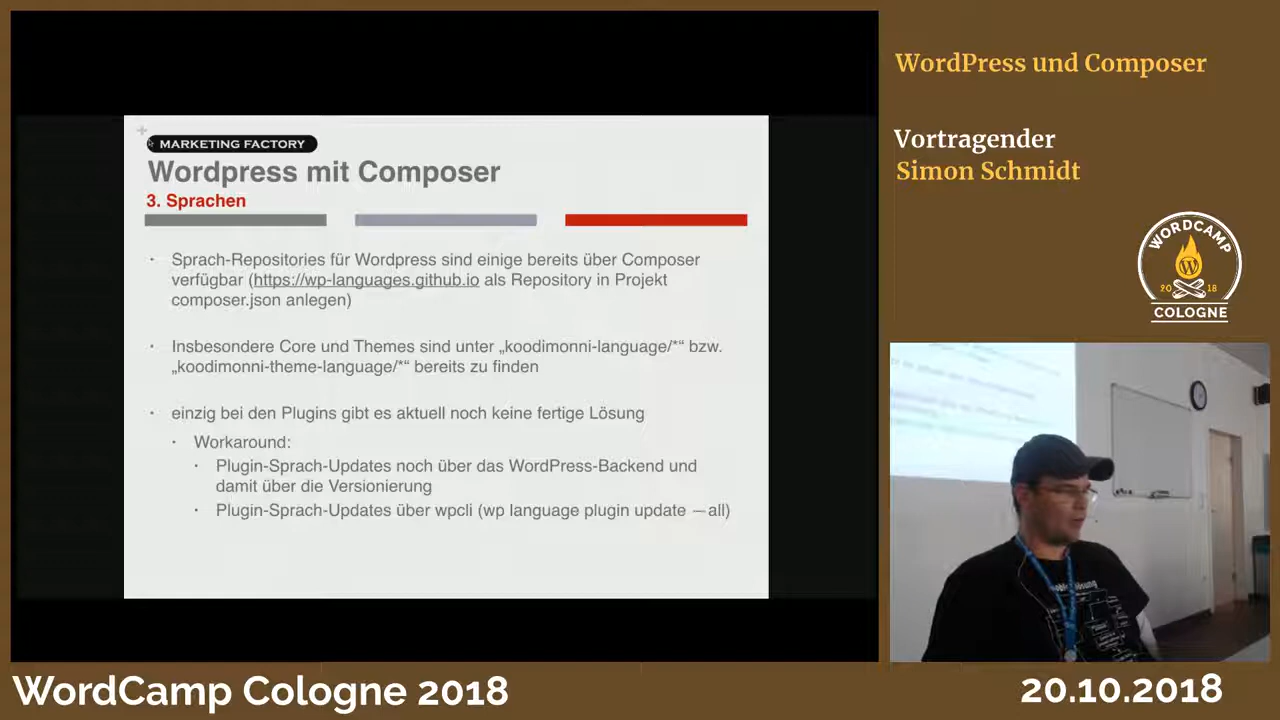 MARKETING FACTORY
Wordpress mit Composer
3. Sprachen
· Sprach-Repositories für Wordpress sind einige bereits über Composer
verfügbar (https://wp-languages.github.io als Repository in Projekt
composer.json anlegen)
· Insbesondere Core und Themes sind unter „koodimonni-language/*“ bzw.
„koodimonni-theme-language/*“ bereits zu finden
· einzig bei den Plugins gibt es aktuell noch keine fertige Lösung
· Workaround:
· Plugin-Sprach-Updates noch über das WordPress-Backend und
damit über die Versionierung
· Plugin-Sprach-Updates über wpcli (wp language plugin update —all)
WordPress und Composer
Vortragender
Simon Schmidt
WORDCAMP
2018
COLOGNE
WordCamp Cologne 2018
20.10.2018